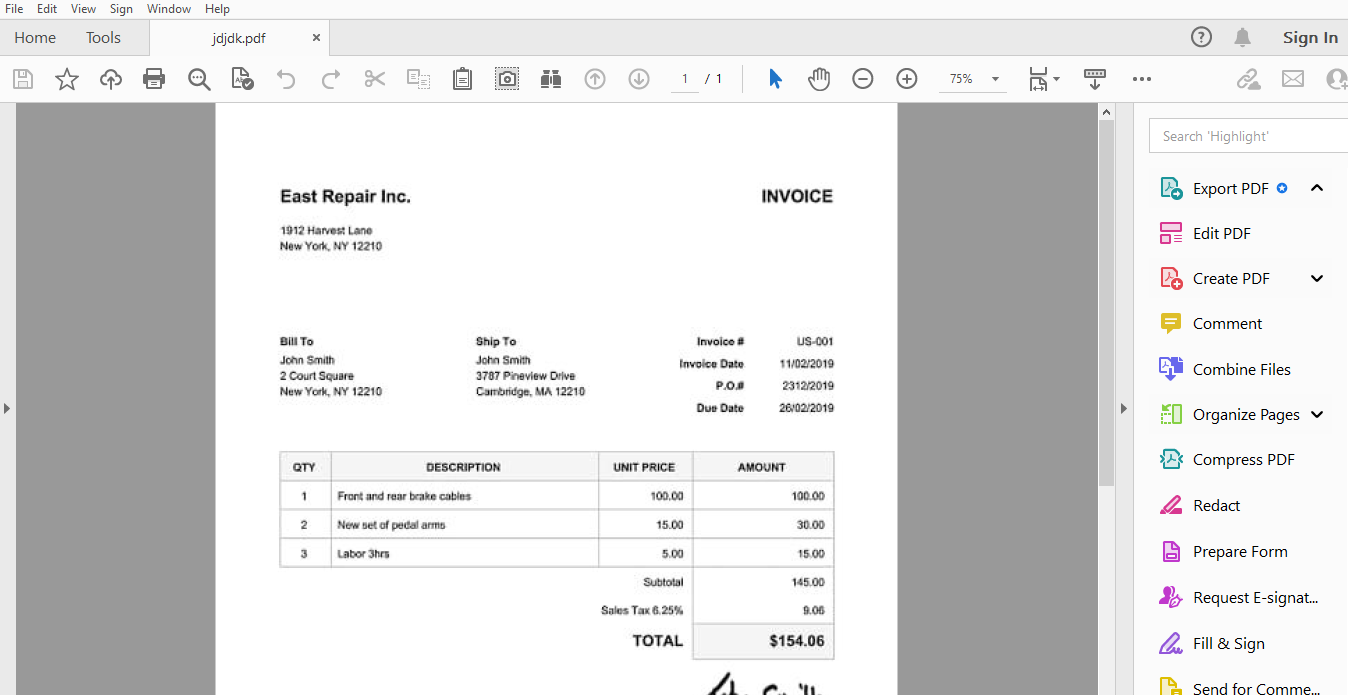 File Edit View Sign Window Help
Home Tools jdjdk.pdf × Sign In
1 / 1 75%
Search 'Highlight'
East Repair Inc. INVOICE
1912 Harvest Lane
New York, NY 12210
Bill To
John Smith
2 Court Square
New York, NY 12210
Ship To
John Smith
3787 Pineview Drive
Cambridge, MA 12210
Invoice # US-001
Invoice Date 11/02/2019
P.O.# 2312/2019
Due Date 26/02/2019
QTY DESCRIPTION UNIT PRICE AMOUNT
1 Front and rear brake cables 100.00 100.00
2 New set of pedal arms 15.00 30.00
3 Labor 3hrs 5.00 15.00
Subtotal 145.00
Sales Tax 6.25% 9.06
TOTAL $154.06
Export PDF
Edit PDF
Create PDF
Comment
Combine Files
Organize Pages
Compress PDF
Redact
Prepare Form
Request E-signat...
Fill & Sign
Send for Comme...